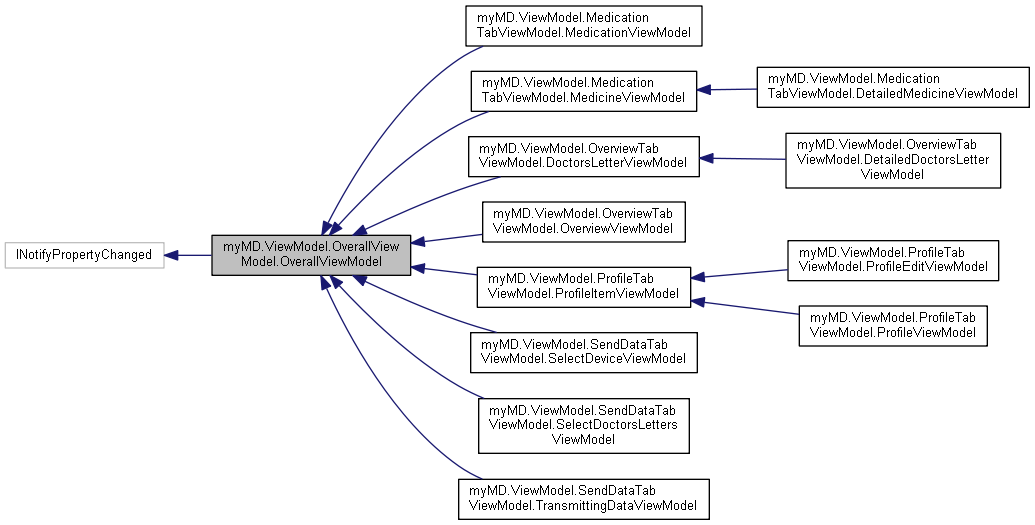 INotifyPropertyChanged
myMD.ViewModel.OverallView
Model.OverallViewModel
myMD.ViewModel.Medication
TabViewModel.MedicationViewModel
myMD.ViewModel.Medication
TabViewModel.MedicineViewModel
myMD.ViewModel.Medication
TabViewModel.DetailedMedicineViewModel
myMD.ViewModel.OverviewTab
ViewModel.DoctorsLetterViewModel
myMD.ViewModel.OverviewTab
ViewModel.DetailedDoctorsLetter
ViewModel
myMD.ViewModel.OverviewTab
ViewModel.OverviewViewModel
myMD.ViewModel.ProfileTab
ViewModel.ProfileItemViewModel
myMD.ViewModel.ProfileTab
ViewModel.ProfileEditViewModel
myMD.ViewModel.ProfileTab
ViewModel.ProfileViewModel
myMD.ViewModel.SendDataTab
ViewModel.SelectDeviceViewModel
myMD.ViewModel.SendDataTab
ViewModel.SelectDoctorsLetters
ViewModel
myMD.ViewModel.SendDataTab
ViewModel.TransmittingDataViewModel